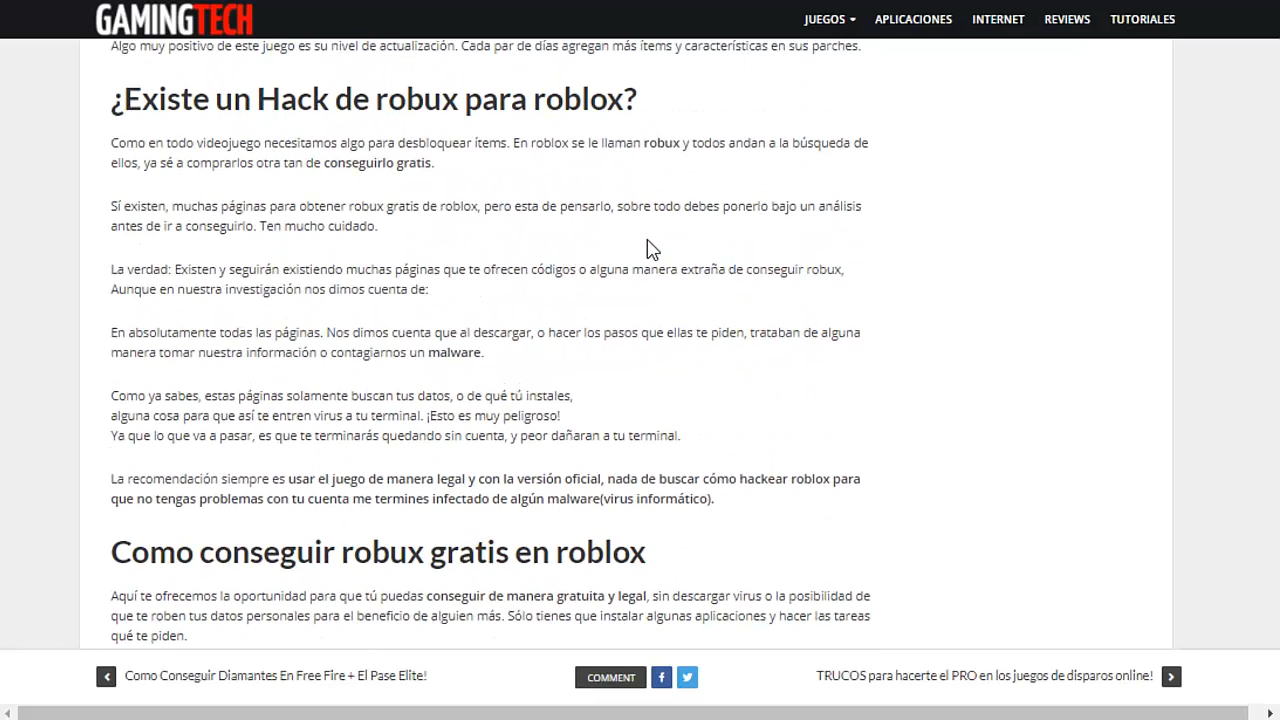 GAMINGTECH
JUEGOS APLICACIONES INTERNET REVIEWS TUTORIALES
Algo muy positivo de este juego es su nivel de actualización. Cada par de días agregan más ítems y características en sus parches.
¿Existe un Hack de robux para roblox?
Como en todo videojuego necesitamos algo para desbloquear ítems. En roblox se le llaman robux y todos andan a la búsqueda de
ellos, ya sé a comprarlos otra tan de conseguirlo gratis.
Sí existen, muchas páginas para obtener robux gratis de roblox, pero esta de pensarlo, sobre todo debes ponerlo bajo un análisis
antes de ir a conseguirlo. Ten mucho cuidado.
La verdad: Existen y seguirán existiendo muchas páginas que te ofrecen códigos o alguna manera extraña de conseguir robux,
Aunque en nuestra investigación nos dimos cuenta de:
En absolutamente todas las páginas. Nos dimos cuenta que al descargar, o hacer los pasos que ellas te piden, trataban de alguna
manera tomar nuestra información o contagiarnos un malware.
Como ya sabes, estas páginas solamente buscan tus datos, o de qué tú instales,
alguna cosa para que así te entren virus a tu terminal. ¡Esto es muy peligroso!
Ya que lo que va a pasar, es que te terminarás quedando sin cuenta, y peor dañaran a tu terminal.
La recomendación siempre es usar el juego de manera legal y con la versión oficial, nada de buscar cómo hackear roblox para
que no tengas problemas con tu cuenta me termines infectado de algún malware(virus informático).
Como conseguir robux gratis en roblox
Aquí te ofrecemos la oportunidad para que tú puedas conseguir de manera gratuita y legal, sin descargar virus o la posibilidad de
que te roben tus datos personales para el beneficio de alguien más. Sólo tienes que instalar algunas aplicaciones y hacer las tareas
qué te piden.
Como Conseguir Diamantes En Free Fire + El Pase Elite! COMMENT TRUCOS para hacerte el PRO en los juegos de disparos online!